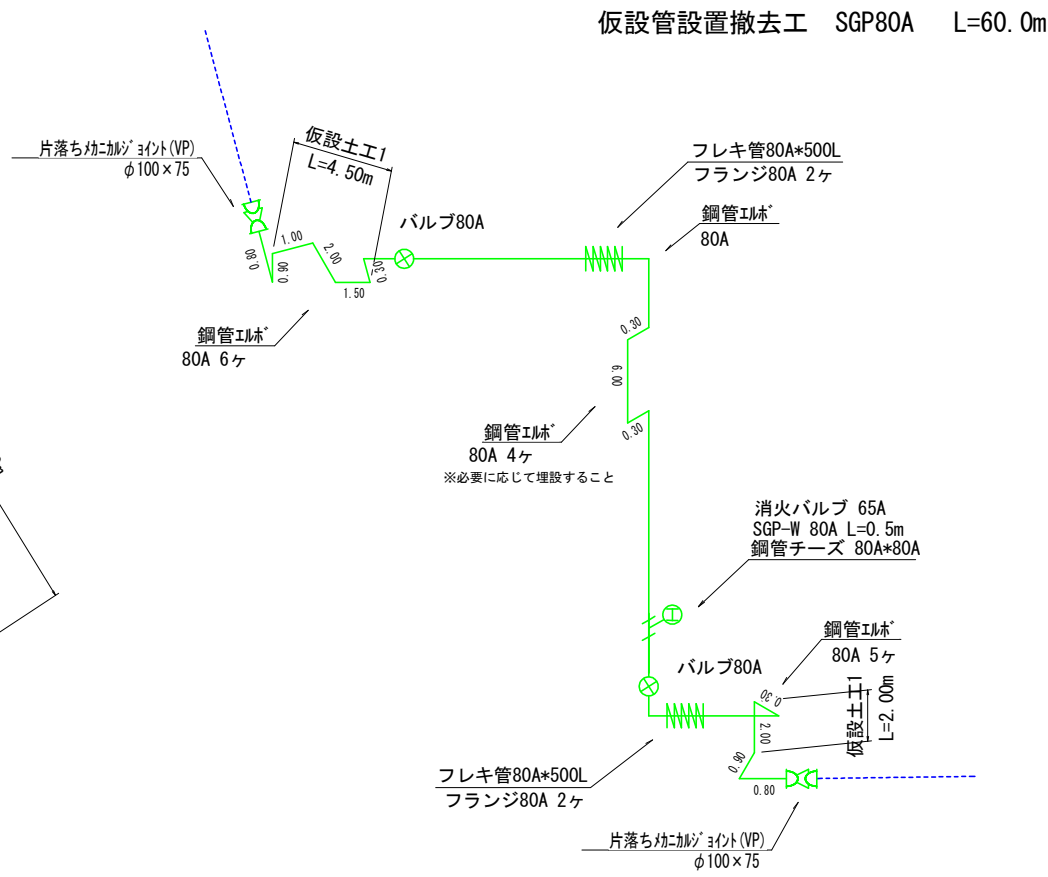 仮設管設置撤去工 SGP80A L=60.0m
片落ちメカニカルジョイント(VP)
φ100×75
仮設土工1
L=4.50m
バルブ80A
フレキ管80A*500L
フランジ80A 2ヶ
鋼管エルボ
80A
0.80
0.90
1.00
2.00
1.50
0.30
鋼管エルボ
80A 6ヶ
0.30
6.00
0.30
鋼管エルボ
80A 4ヶ
※必要に応じて埋設すること
消火バルブ 65A
SGP-W 80A L=0.5m
鋼管チーズ 80A*80A
バルブ80A
鋼管エルボ
80A 5ヶ
0.30
2.00
仮設土工1
L=2.00m
0.90
0.80
フレキ管80A*500L
フランジ80A 2ヶ
片落ちメカニカルジョイント(VP)
φ100×75